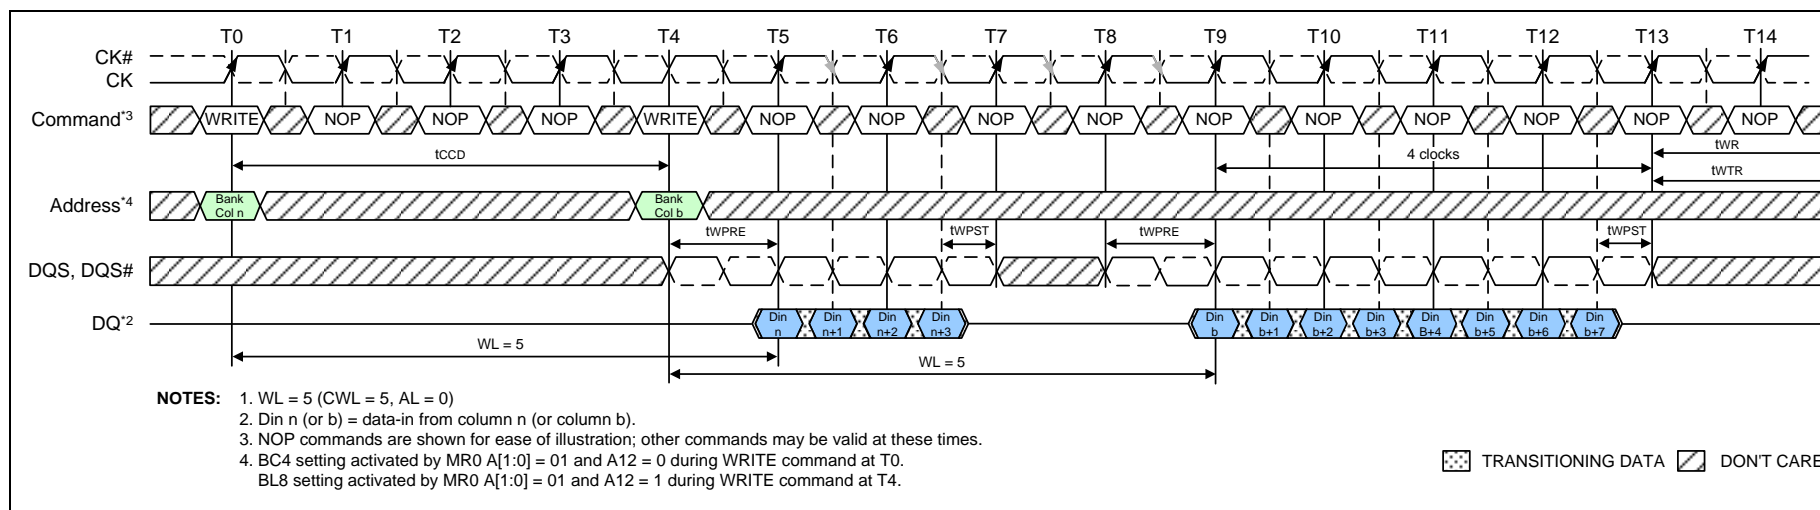 T0 T1 T2 T3 T4 T5 T6 T7 T8 T9 T10 T11 T12 T13 T14
CK#
CK
Command*3 WRITE NOP NOP NOP WRITE NOP NOP NOP NOP NOP NOP NOP NOP NOP NOP
tCCD 4 clocks tWR
tWTR
Address*4 Bank Col n Bank Col b
tWPRE tWPST tWPRE tWPST
DQS, DQS#
DQ*2 Din n Din n+1 Din n+2 Din n+3 Din b Din b+1 Din b+2 Din b+3 Din B+4 Din b+5 Din b+6 Din b+7
WL = 5
WL = 5
NOTES: 1. WL = 5 (CWL = 5, AL = 0)
2. Din n (or b) = data-in from column n (or column b).
3. NOP commands are shown for ease of illustration; other commands may be valid at these times.
4. BC4 setting activated by MR0 A[1:0] = 01 and A12 = 0 during WRITE command at T0.
BL8 setting activated by MR0 A[1:0] = 01 and A12 = 1 during WRITE command at T4.
TRANSITIONING DATA DON'T CARE